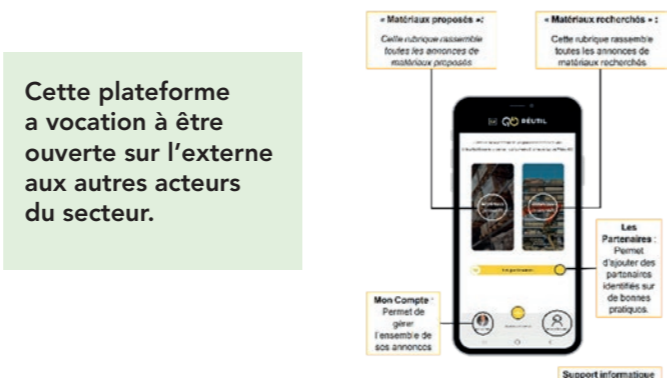 Cette plateforme
a vocation à être
ouverte sur l’externe
aux autres acteurs
du secteur.
« Matériaux proposés »:
Cette rubrique rassemble
toutes les annonces de
matériaux proposés
« Matériaux recherchés » :
Cette rubrique rassemble
toutes les annonces de
matériaux recherchés
RÉUTIL
Les
Partenaires :
Permet
d'ajouter des
partenaires
identifiés sur
de bonnes
pratiques.
Mon Compte :
Permet de
gérer
l'ensemble de
sos annoncos
Support informatique